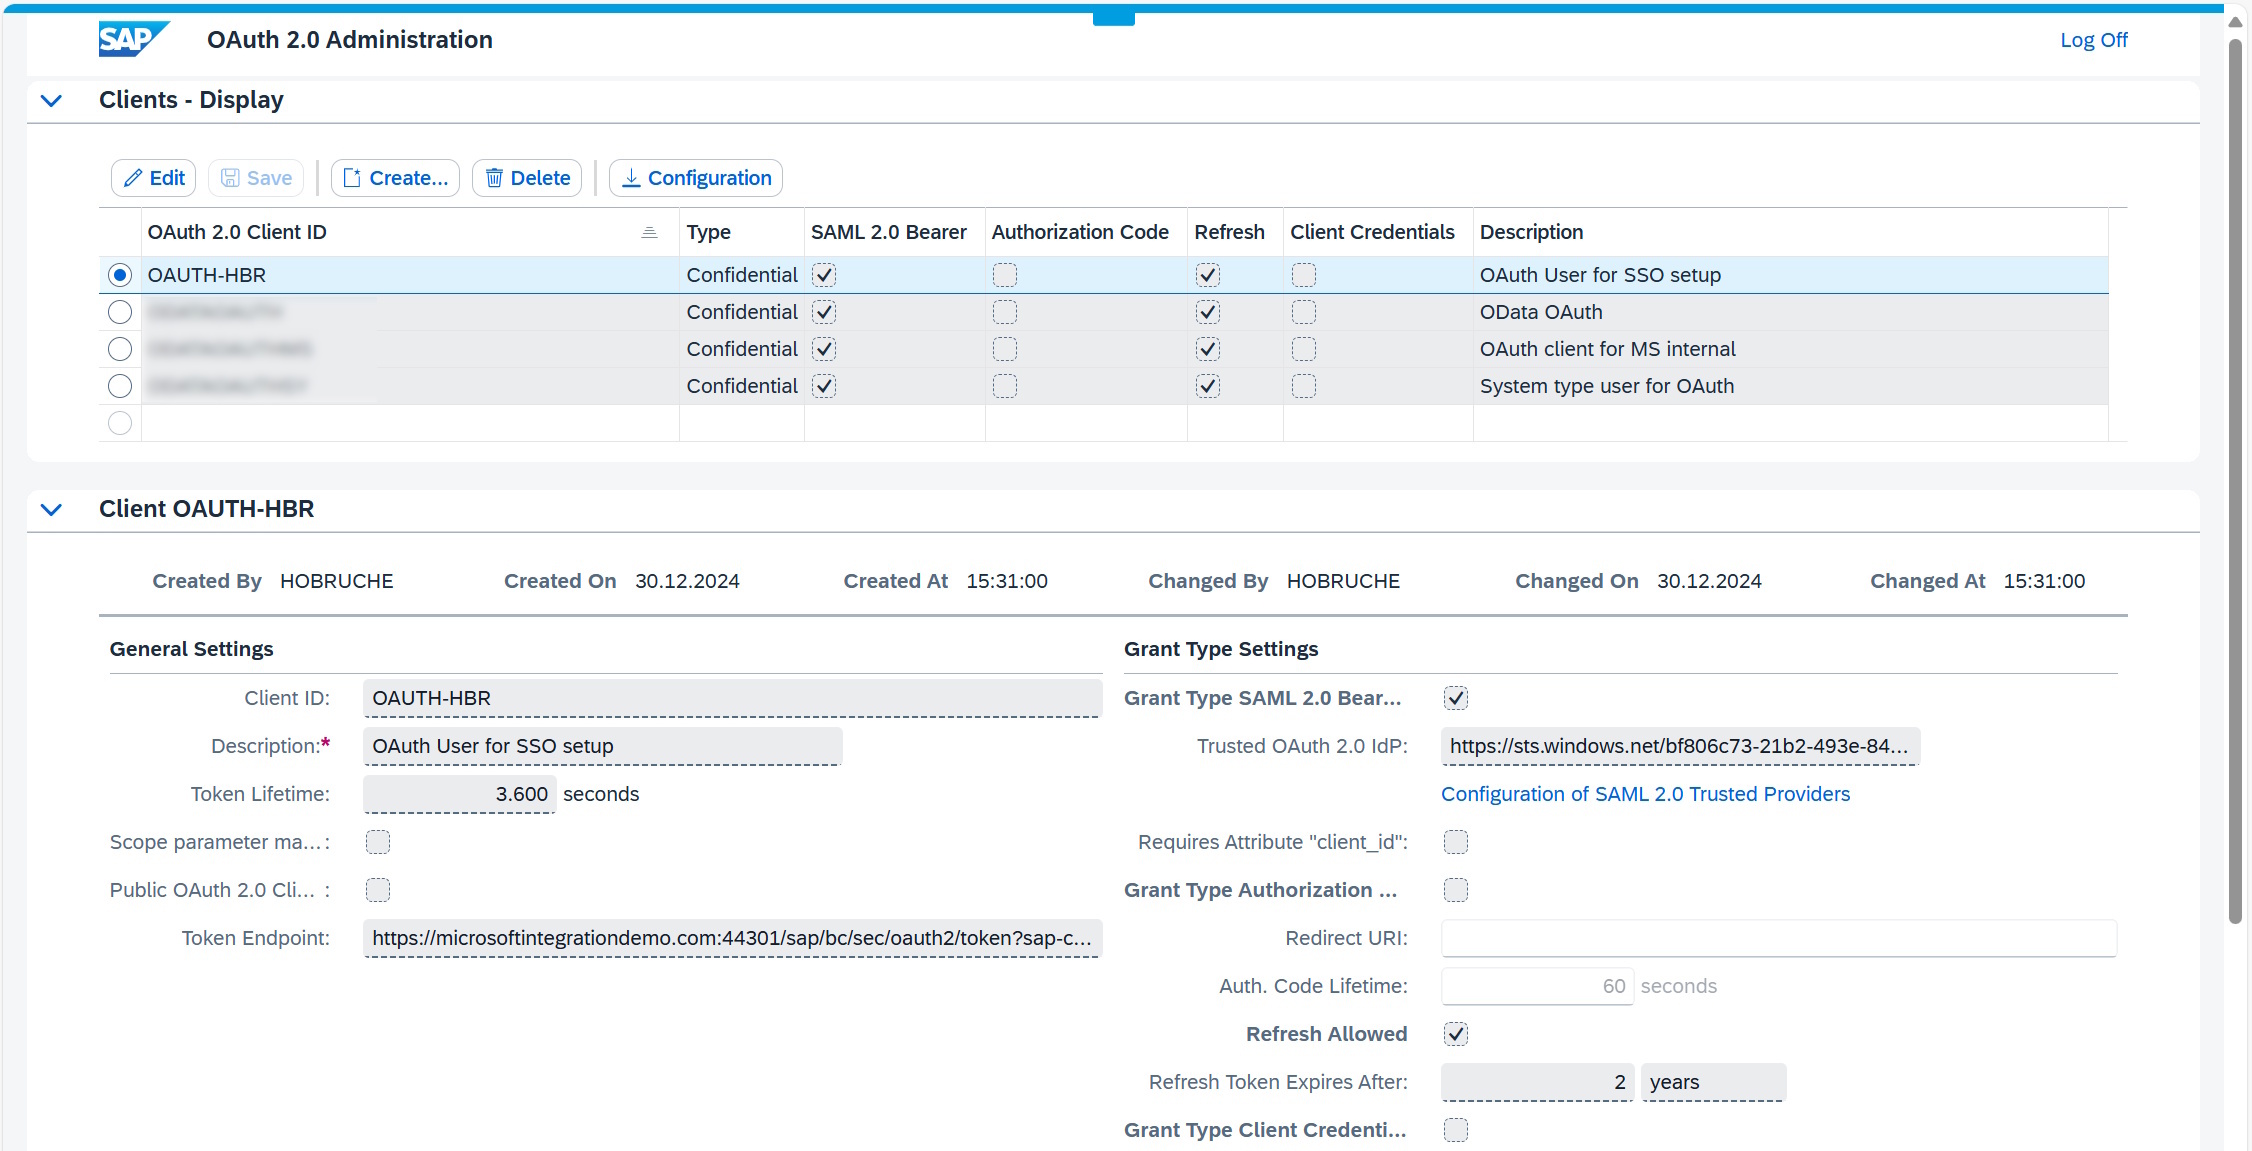 SAP OAuth 2.0 Administration Log Off
Clients - Display
Edit Save Create... Delete Configuration
OAuth 2.0 Client ID Type SAML 2.0 Bearer Authorization Code Refresh Client Credentials Description
OAUTH-HBR Confidential OAuth User for SSO setup
Confidential OData OAuth
Confidential OAuth client for MS internal
Confidential System type user for OAuth
Client OAUTH-HBR
Created By HOBRUCHE Created On 30.12.2024 Created At 15:31:00 Changed By HOBRUCHE Changed On 30.12.2024 Changed At 15:31:00
General Settings
Client ID: OAUTH-HBR
Description:* OAuth User for SSO setup
Token Lifetime: 3.600 seconds
Scope parameter ma... :
Public OAuth 2.0 Cli... :
Token Endpoint: https://microsoftintegrationdemo.com:44301/sap/bc/sec/oauth2/token?sap-c...
Grant Type Settings
Grant Type SAML 2.0 Bear...
Trusted OAuth 2.0 IdP: https://sts.windows.net/bf806c73-21b2-493e-84...
Configuration of SAML 2.0 Trusted Providers
Requires Attribute "client_id":
Grant Type Authorization ...
Redirect URI:
Auth. Code Lifetime: 60 seconds
Refresh Allowed
Refresh Token Expires After: 2 years
Grant Type Client Credenti...